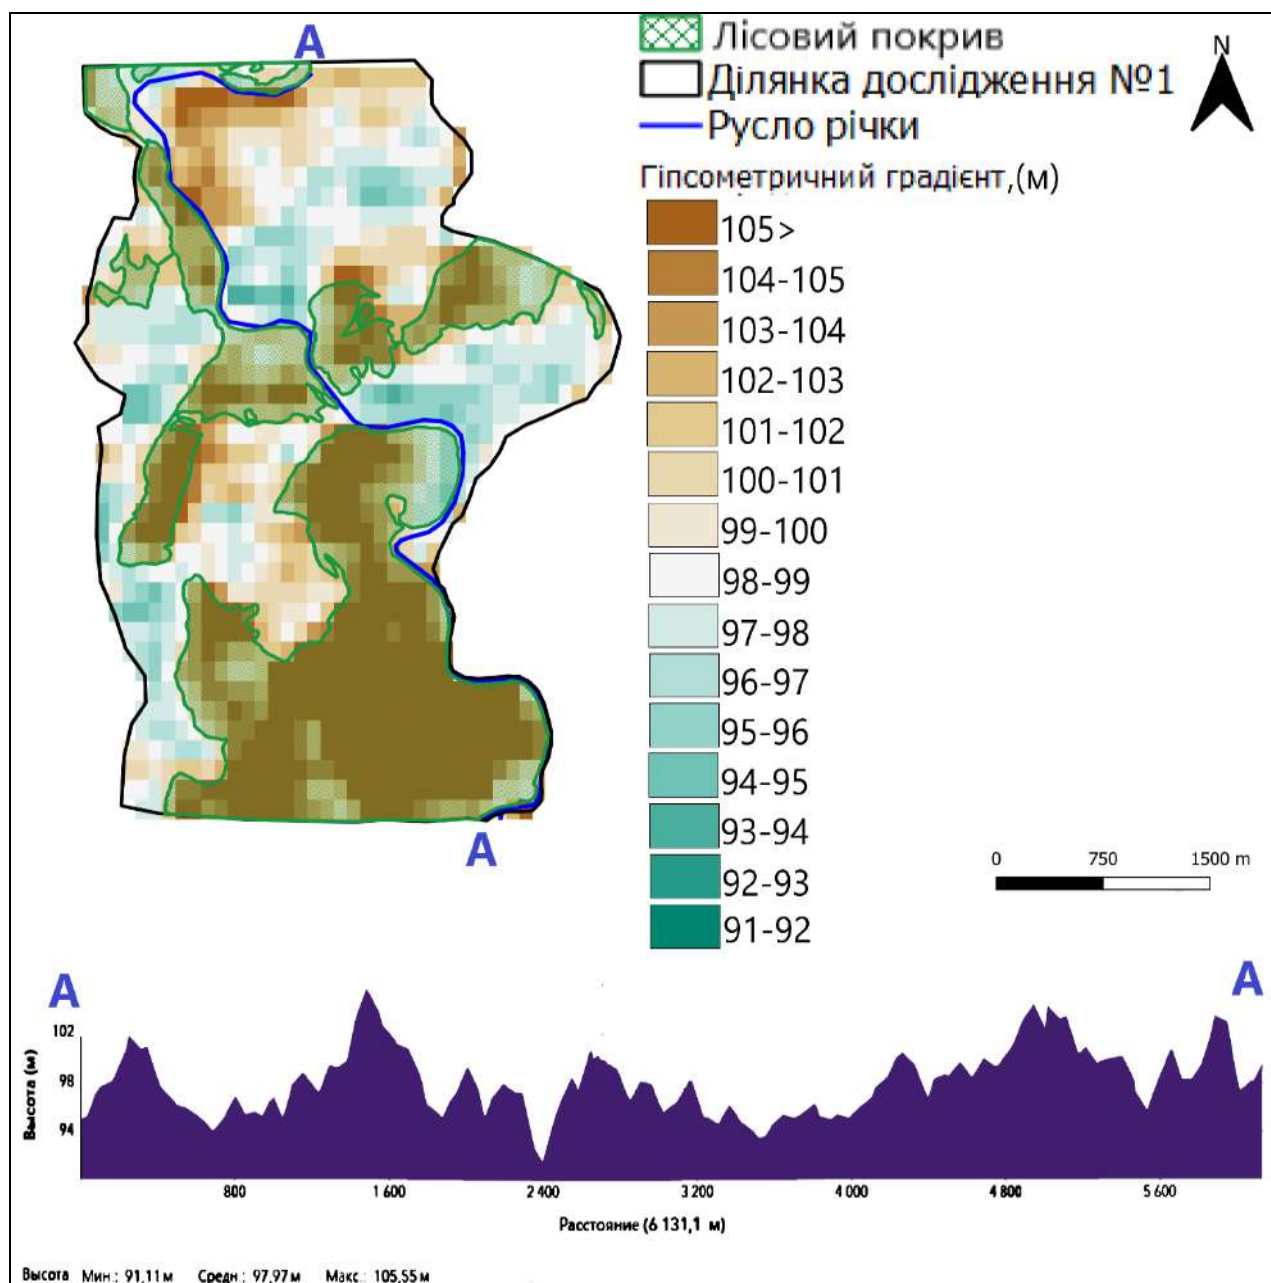 A
Лісовий покрив
Ділянка дослідження №1
Русло річки
N
Гіпсометричний градієнт,(м)
105>
104-105
103-104
102-103
101-102
100-101
99-100
98-99
97-98
96-97
95-96
94-95
93-94
92-93
91-92
A
0 750 1500 m
A
A
Высота (м)
102
98
94
800 1 600 2 400 3 200 4 000 4 800 5 600
Расстояние (6 131,1 м)
Высота Мин.: 91,11 м Средн.: 97,97 м Макс.: 105,55 м